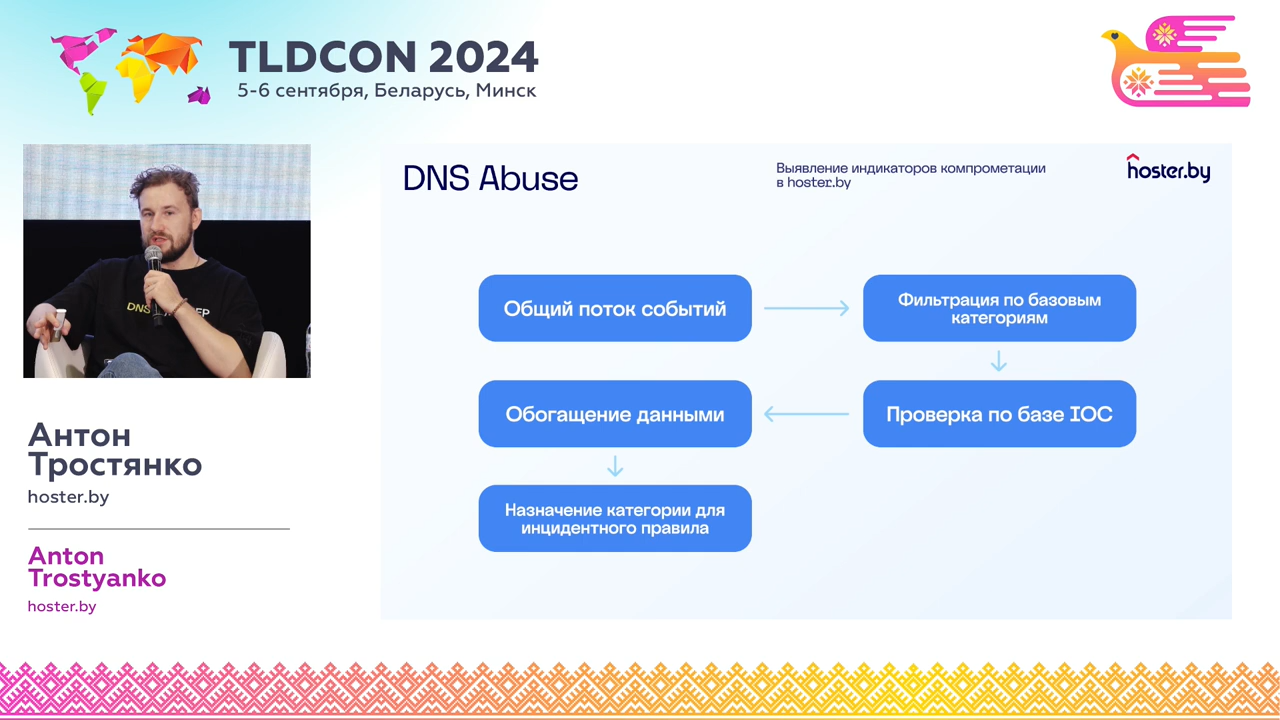 TLDCON 2024
5-6 сентября, Беларусь, Минск
Антон
Тростянко
hoster.by
Anton
Trostyanko
hoster.by
DNS Abuse
Выявление индикаторов компрометации
в hoster.by
hoster.by
Общий поток событий
Фильтрация по базовым
категориям
Проверка по базе IOC
Обогащение данными
Назначение категории для
инцидентного правила
DNS